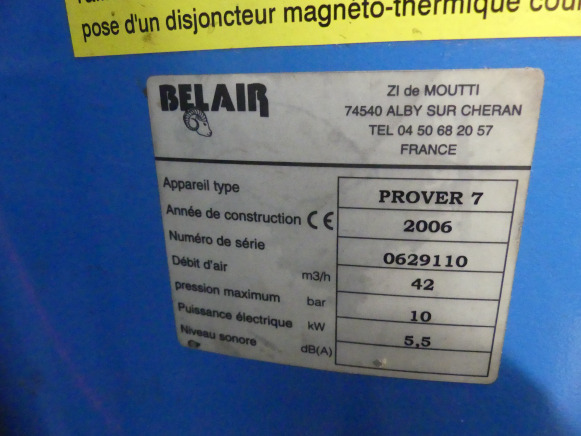 pose d'un disjoncteur magnéto-thermique
BELAIR
ZI de MOUTTI
74540 ALBY SUR CHERAN
TEL 04 50 68 20 57
FRANCE
Appareil type PROVER 7
Année de construction CE 2006
Numéro de série 0629110
Débit d'air m3/h 42
pression maximum bar 10
Puissance électrique kW 5,5
Niveau sonore dB(A)